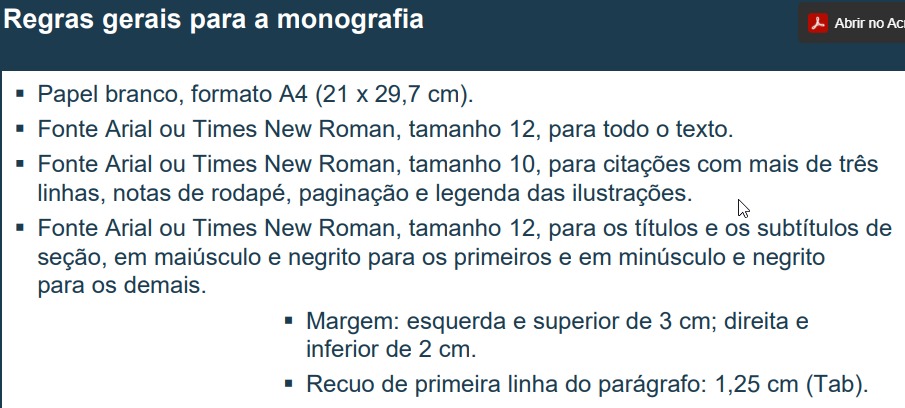 Regras gerais para a monografia
Abrir no Acr
▪ Papel branco, formato A4 (21 x 29,7 cm).
▪ Fonte Arial ou Times New Roman, tamanho 12, para todo o texto.
▪ Fonte Arial ou Times New Roman, tamanho 10, para citações com mais de três
linhas, notas de rodapé, paginação e legenda das ilustrações.
▪ Fonte Arial ou Times New Roman, tamanho 12, para os títulos e os subtítulos de
seção, em maiúsculo e negrito para os primeiros e em minúsculo e negrito
para os demais.
▪ Margem: esquerda e superior de 3 cm; direita e
inferior de 2 cm.
▪ Recuo de primeira linha do parágrafo: 1,25 cm (Tab).